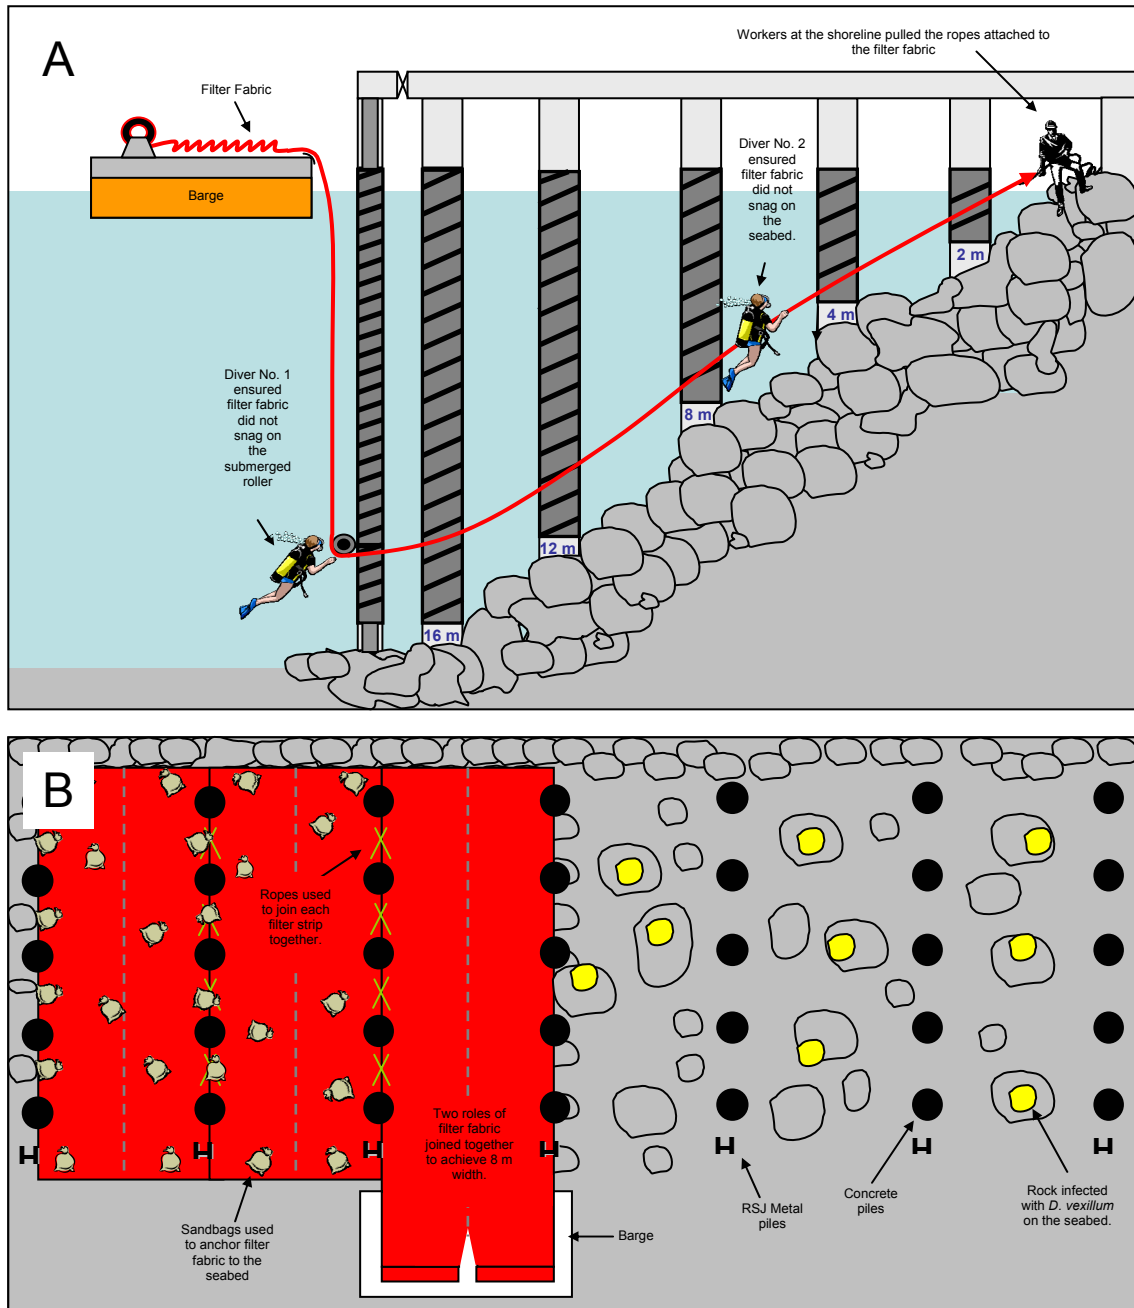 A
Workers at the shoreline pulled the ropes attached to
the filter fabric
Filter Fabric
Barge
Diver No. 2
ensured
filter fabric
did not
snag on
the
seabed.
2 m
4 m
8 m
12 m
16 m
Diver No. 1
ensured
filter fabric
did not
snag on
the
submerged
roller
B
Ropes used
to join each
filter strip
together.
Two roles of
filter fabric
joined together
to achieve 8 m
width.
Sandbags used
to anchor filter
fabric to the
seabed
Barge
RSJ Metal
piles
Concrete
piles
Rock infected
with D. vexillum
on the seabed.